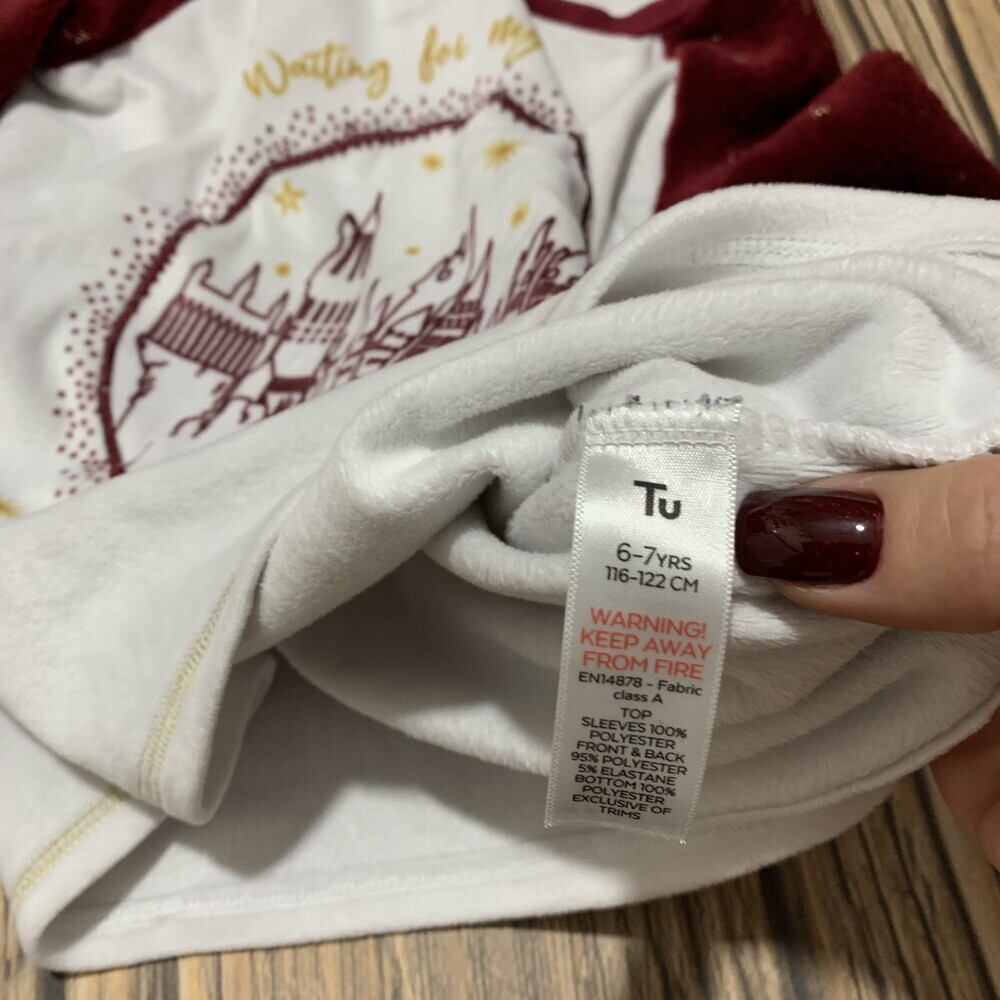 Waiting for my
Tu
6-7YRS
116-122 CM
WARNING!
KEEP AWAY
FROM FIRE
EN14878 - Fabric
class A
TOP
SLEEVES 100%
POLYESTER
FRONT & BACK
95% POLYESTER
5% ELASTANE
BOTTOM 100%
POLYESTER
EXCLUSIVE OF
TRIMS